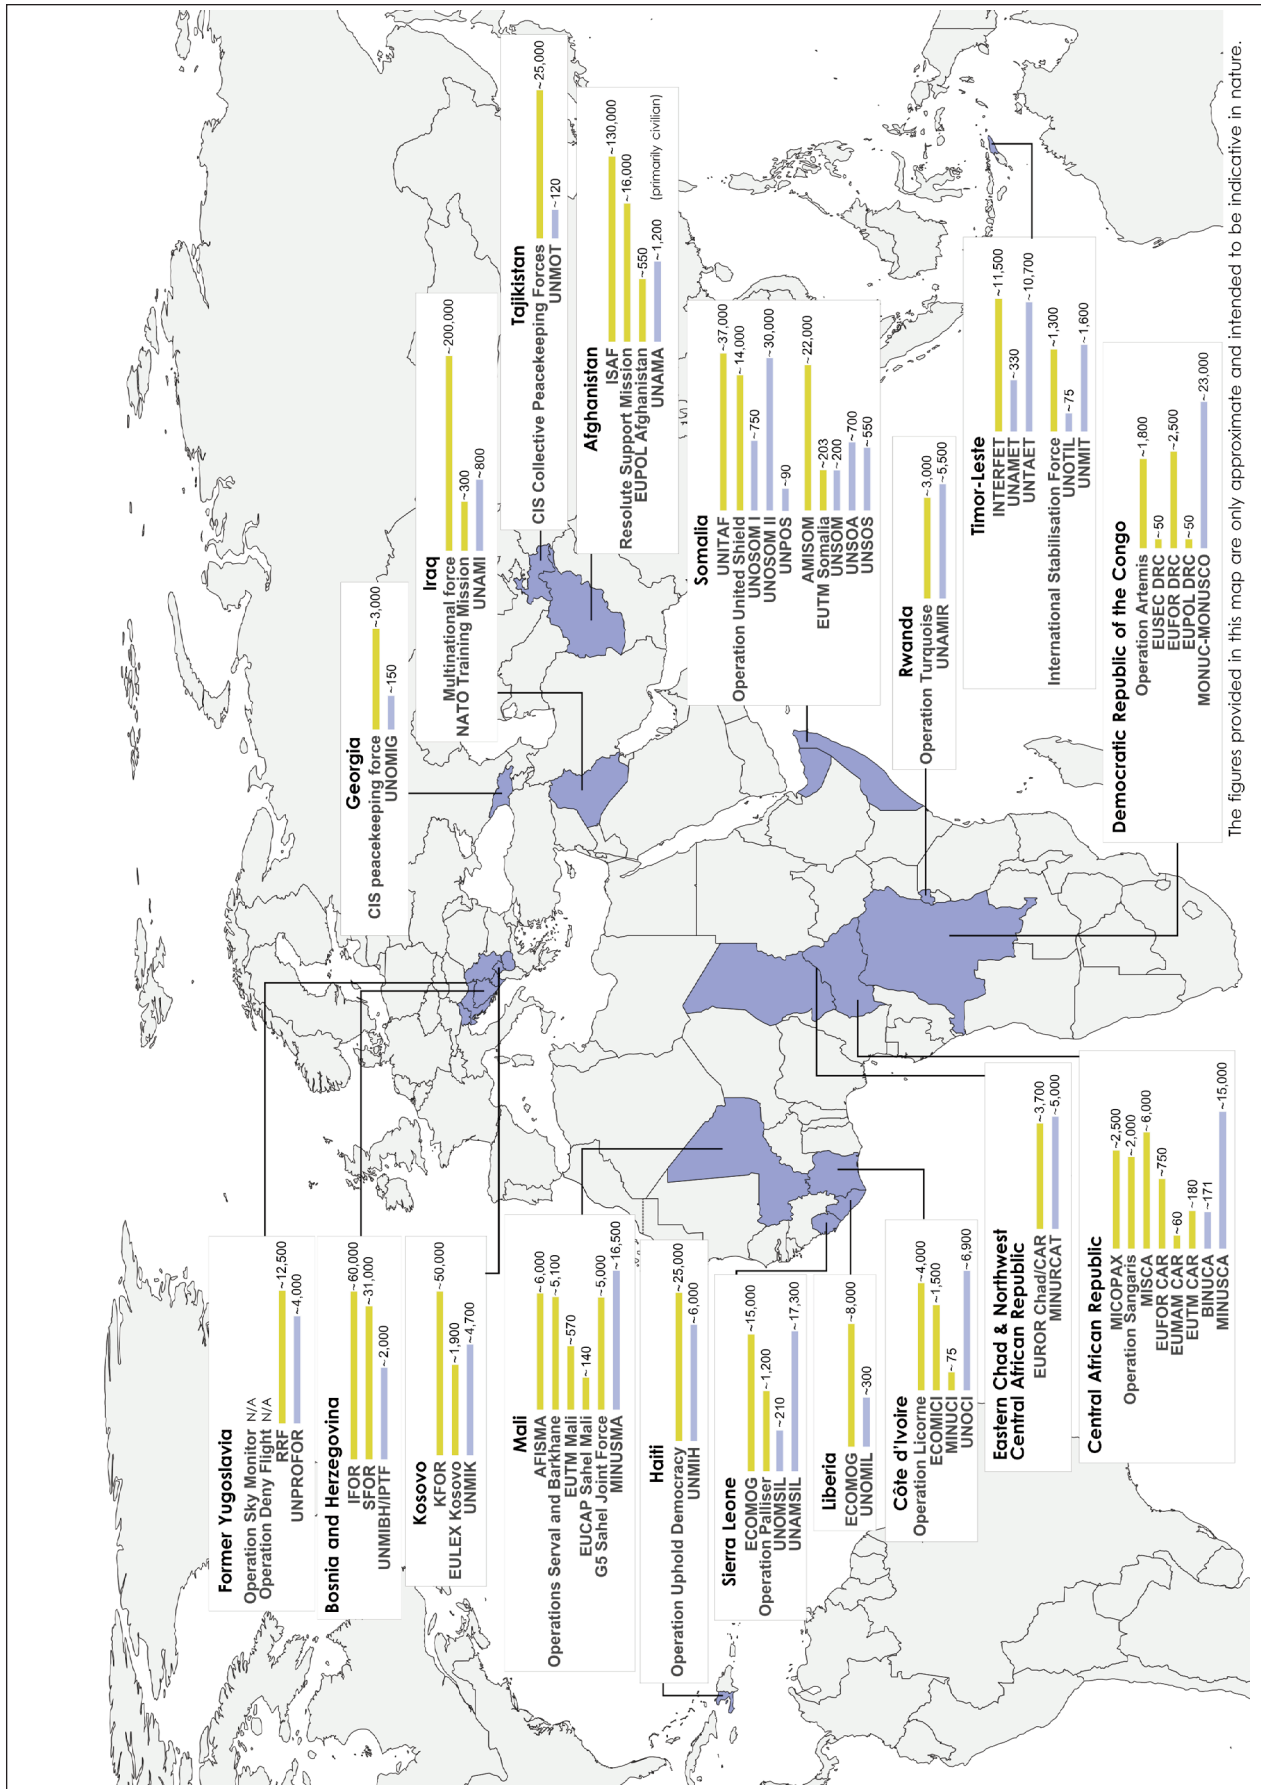 Former Yugoslavia
Operation Sky Monitor N/A
Operation Deny Flight N/A
RRF ~12,500
UNPROFOR ~4,000
Bosnia and Herzegovina
IFOR ~60,000
SFOR ~31,000
UNMIBH/IPTF ~2,000
Kosovo
KFOR ~50,000
EULEX Kosovo ~1,900
UNMIK ~4,700
Mali
AFISMA ~6,000
Operations Serval and Barkhane ~5,100
EUTM Mali ~570
EUCAP Sahel Mali ~140
G5 Sahel Joint Force ~5,000
MINUSMA ~16,500
Haiti
Operation Uphold Democracy ~25,000
UNMIH ~6,000
Sierra Leone
ECOMOG ~15,000
Operation Palliser ~1,200
UNOMSIL ~210
UNAMSIL ~17,300
Liberia
ECOMOG ~8,000
UNOMIL ~300
Côte d'Ivoire
Operation Licorne ~4,000
ECOMICI ~1,500
MINUCI ~75
UNOCI ~6,900
Eastern Chad & Northwest
Central African Republic
EUROR Chad/CAR ~3,700
MINURCAT ~5,000
Central African Republic
MICOPAX ~2,500
Operation Sangaris ~2,000
MISCA ~6,000
EUFOR CAR ~750
EUMAM CAR ~60
EUTM CAR ~180
BINUCA ~171
MINUSCA ~15,000
Georgia
CIS peacekeeping force ~3,000
UNOMIG ~150
Iraq
Multinational force ~200,000
NATO Training Mission ~300
UNAMI ~800
Tajikistan
CIS Collective Peacekeeping Forces ~25,000
UNMOT ~120
Afghanistan
ISAF ~130,000
Resolute Support Mission ~16,000
EUPOL Afghanistan ~550
UNAMA ~1,200 (primarily civilian)
Somalia
UNITAF ~37,000
Operation United Shield ~14,000
UNOSOM I ~750
UNOSOM II ~30,000
UNPOS ~90
AMISOM ~22,000
EUTM Somalia ~203
UNSOM ~200
UNSOA ~700
UNSOS ~550
Rwanda
Operation Turquoise ~3,000
UNAMIR ~5,500
Timor-Leste
INTERFET ~11,500
UNAMET ~330
UNTAET ~10,700
International Stabilisation Force ~1,300
UNOTIL ~75
UNMIT ~1,600
Democratic Republic of the Congo
Operation Artemis ~1,800
EUSEC DRC ~50
EUFOR DRC ~2,500
EUPOL DRC ~50
MONUC-MONUSCO ~23,000
The figures provided in this map are only approximate and intended to be indicative in nature.